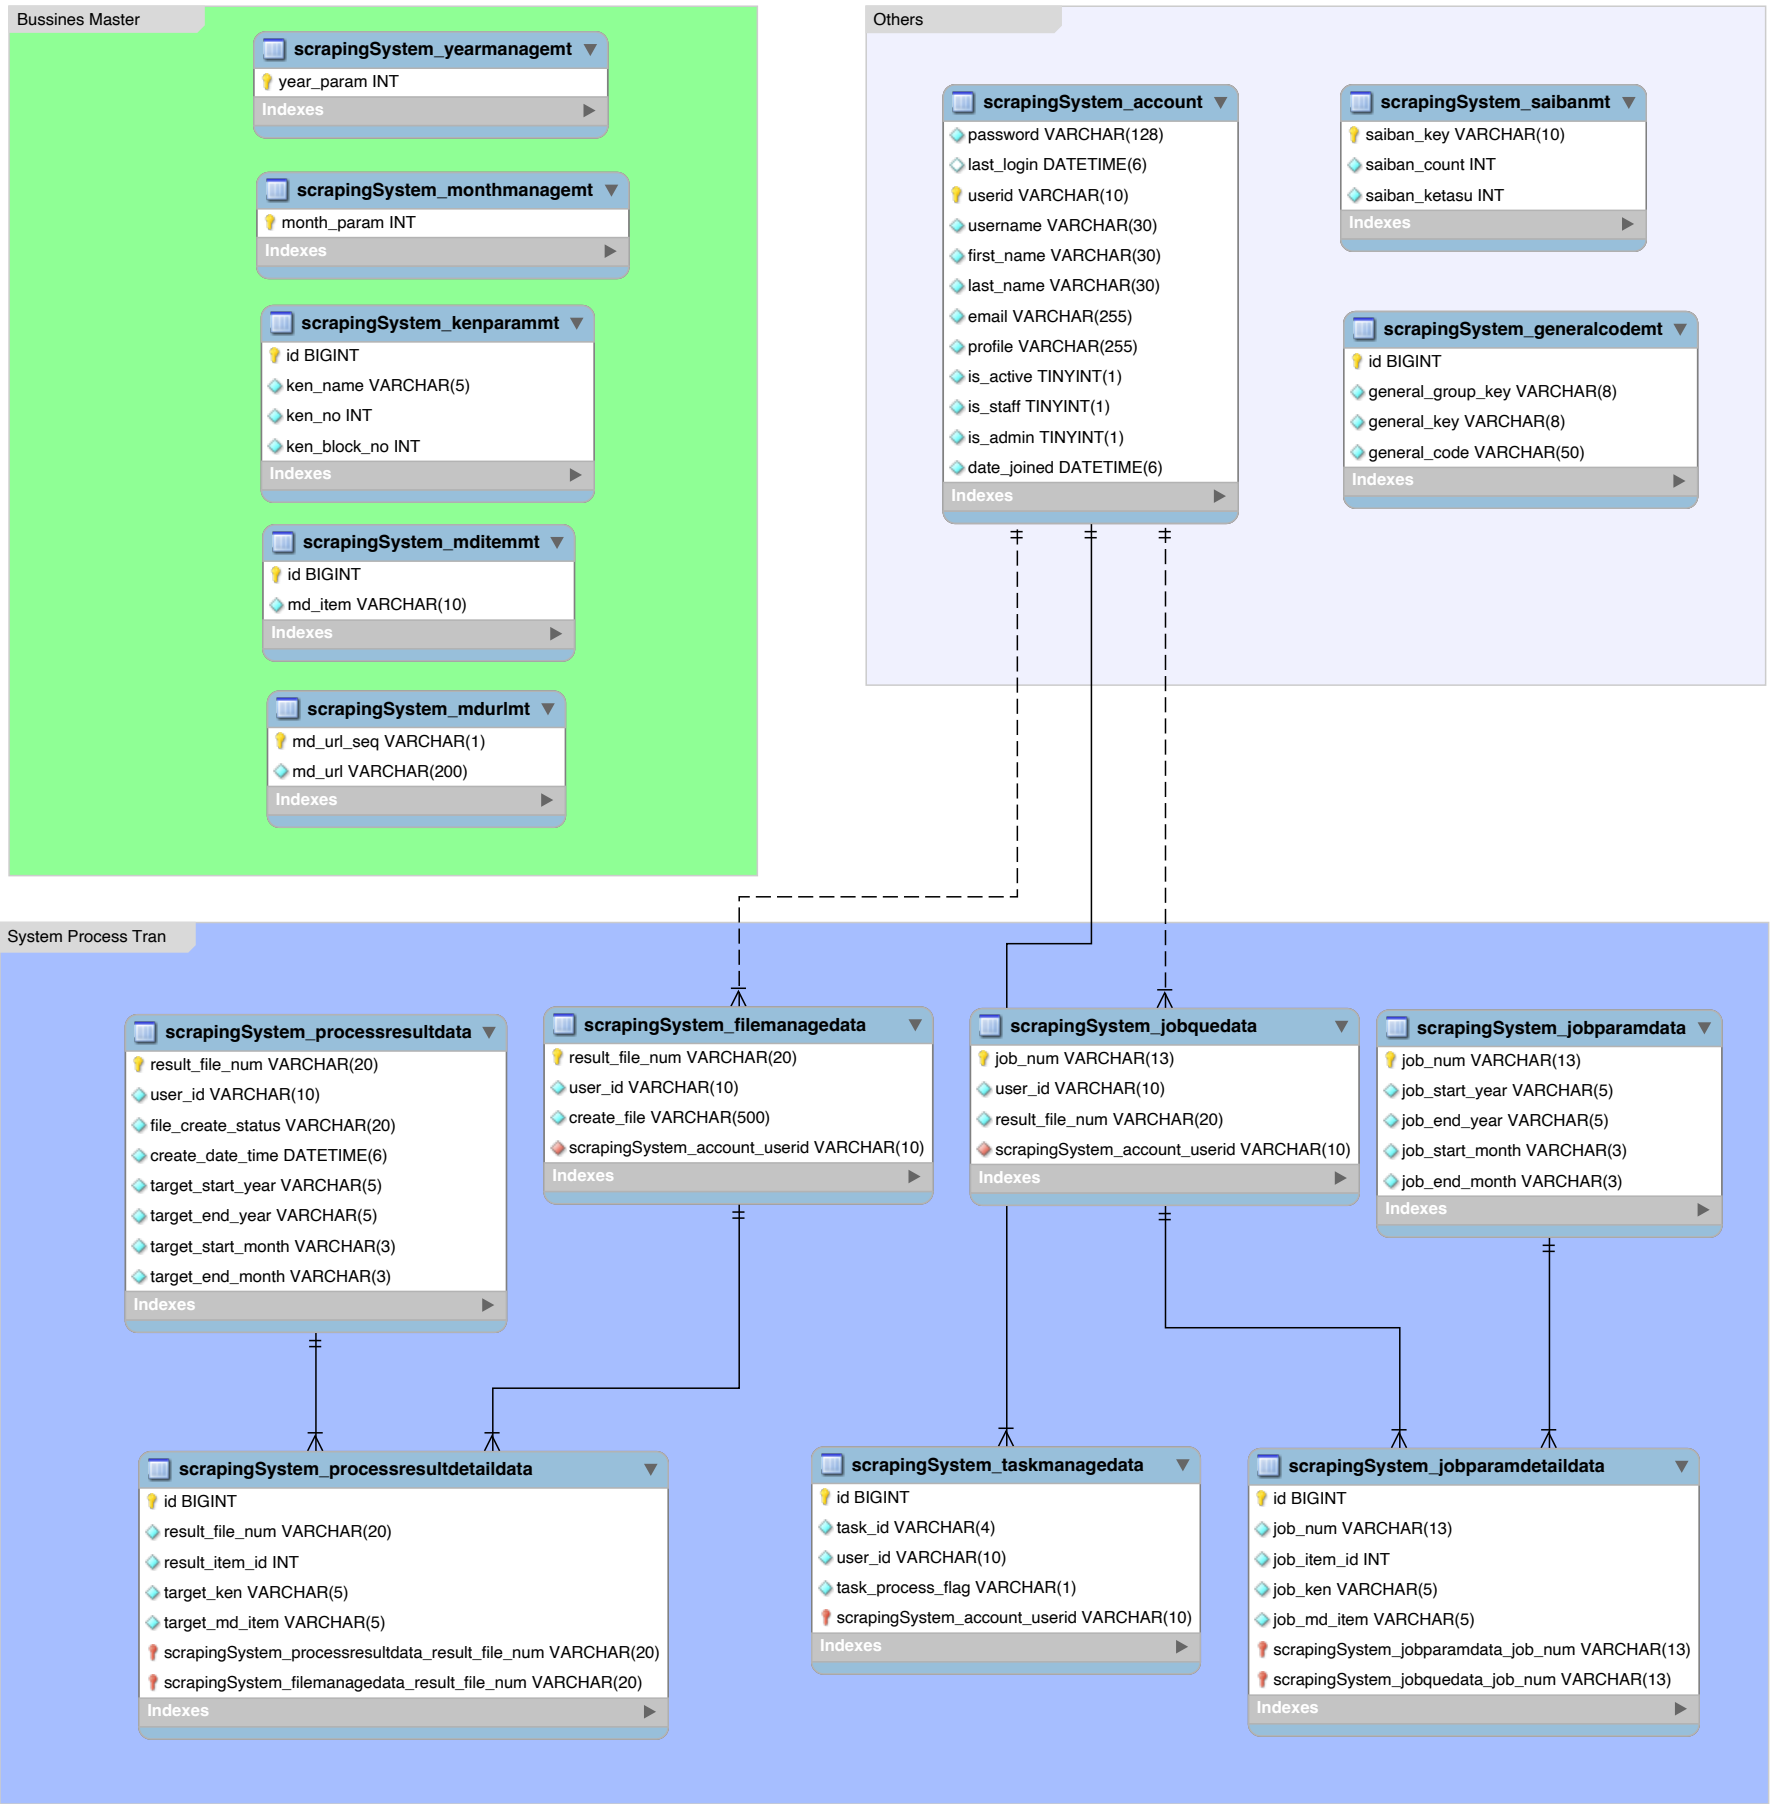 Bussines Master
scrapingSystem_yearmanagemt
year_param INT
Indexes
scrapingSystem_monthmanagemt
month_param INT
Indexes
scrapingSystem_kenparammt
id BIGINT
ken_name VARCHAR(5)
ken_no INT
ken_block_no INT
Indexes
scrapingSystem_mditemmt
id BIGINT
md_item VARCHAR(10)
Indexes
scrapingSystem_mdurlmt
md_url_seq VARCHAR(1)
md_url VARCHAR(200)
Indexes
Others
scrapingSystem_account
password VARCHAR(128)
last_login DATETIME(6)
userid VARCHAR(10)
username VARCHAR(30)
first_name VARCHAR(30)
last_name VARCHAR(30)
email VARCHAR(255)
profile VARCHAR(255)
is_active TINYINT(1)
is_staff TINYINT(1)
is_admin TINYINT(1)
date_joined DATETIME(6)
Indexes
scrapingSystem_saibanmt
saiban_key VARCHAR(10)
saiban_count INT
saiban_ketasu INT
Indexes
scrapingSystem_generalcodemt
id BIGINT
general_group_key VARCHAR(8)
general_key VARCHAR(8)
general_code VARCHAR(50)
Indexes
System Process Tran
scrapingSystem_processresultdata
result_file_num VARCHAR(20)
user_id VARCHAR(10)
file_create_status VARCHAR(20)
create_date_time DATETIME(6)
target_start_year VARCHAR(5)
target_end_year VARCHAR(5)
target_start_month VARCHAR(3)
target_end_month VARCHAR(3)
Indexes
scrapingSystem_filemanagedata
result_file_num VARCHAR(20)
user_id VARCHAR(10)
create_file VARCHAR(500)
scrapingSystem_account_userid VARCHAR(10)
Indexes
scrapingSystem_jobquedata
job_num VARCHAR(13)
user_id VARCHAR(10)
result_file_num VARCHAR(20)
scrapingSystem_account_userid VARCHAR(10)
Indexes
scrapingSystem_jobparamdata
job_num VARCHAR(13)
job_start_year VARCHAR(5)
job_end_year VARCHAR(5)
job_start_month VARCHAR(3)
job_end_month VARCHAR(3)
Indexes
scrapingSystem_processresultdetaildata
id BIGINT
result_file_num VARCHAR(20)
result_item_id INT
target_ken VARCHAR(5)
target_md_item VARCHAR(5)
scrapingSystem_processresultdata_result_file_num VARCHAR(20)
scrapingSystem_filemanagedata_result_file_num VARCHAR(20)
Indexes
scrapingSystem_taskmanagedata
id BIGINT
task_id VARCHAR(4)
user_id VARCHAR(10)
task_process_flag VARCHAR(1)
scrapingSystem_account_userid VARCHAR(10)
Indexes
scrapingSystem_jobparamdetaildata
id BIGINT
job_num VARCHAR(13)
job_item_id INT
job_ken VARCHAR(5)
job_md_item VARCHAR(5)
scrapingSystem_jobparamdata_job_num VARCHAR(13)
scrapingSystem_jobquedata_job_num VARCHAR(13)
Indexes